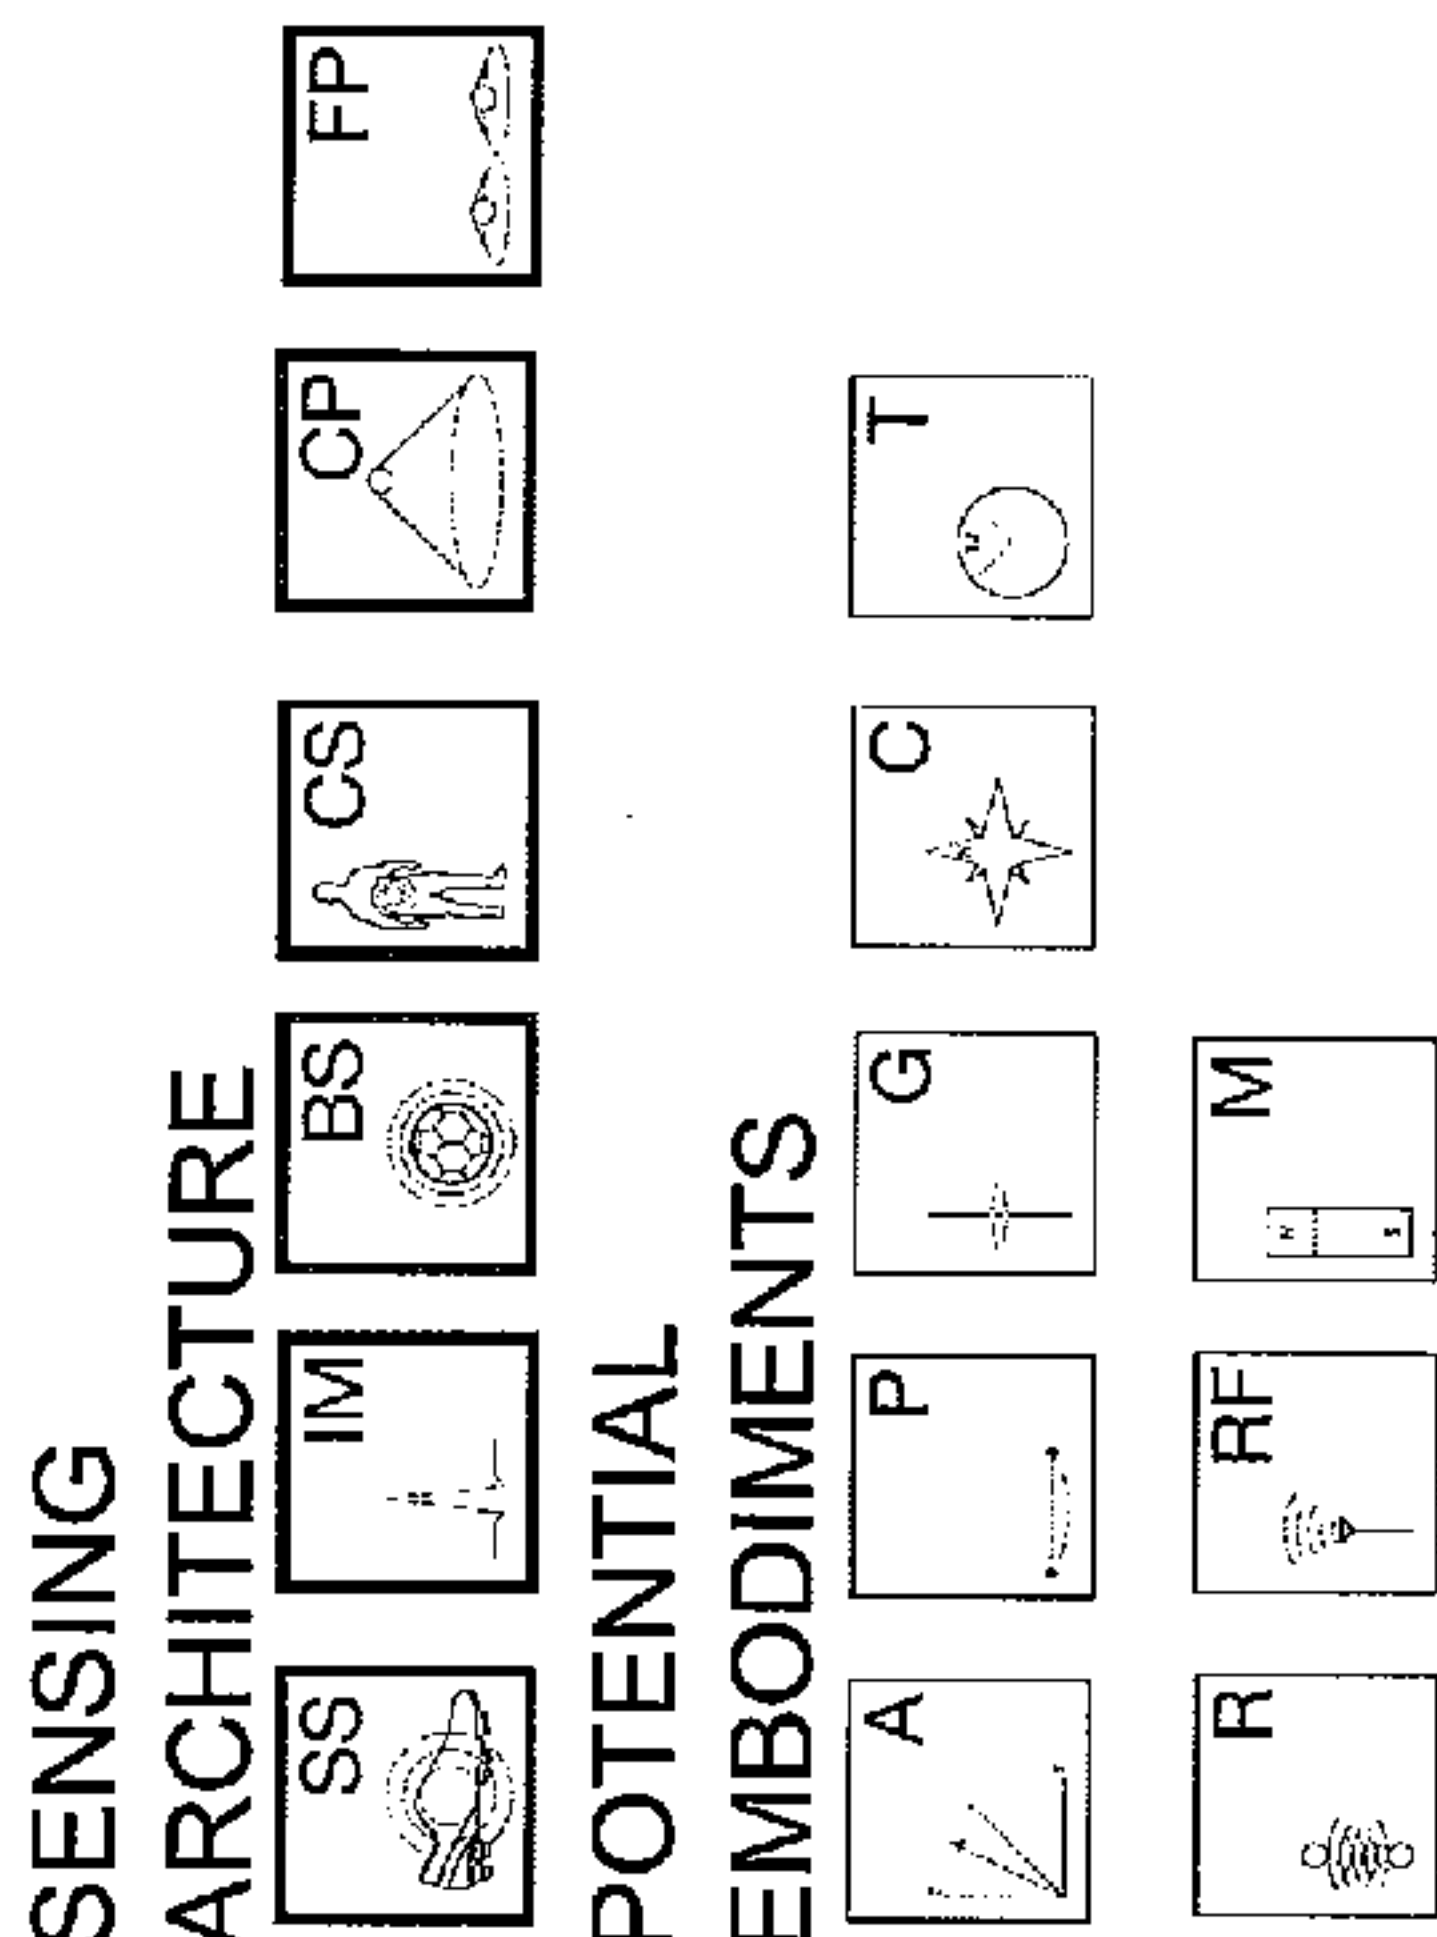 SENSING
ARCHITECTURE
SS IM BS CS CP FP
POTENTIAL
EMBODIMENTS
A P G C T
R RF M
N
S